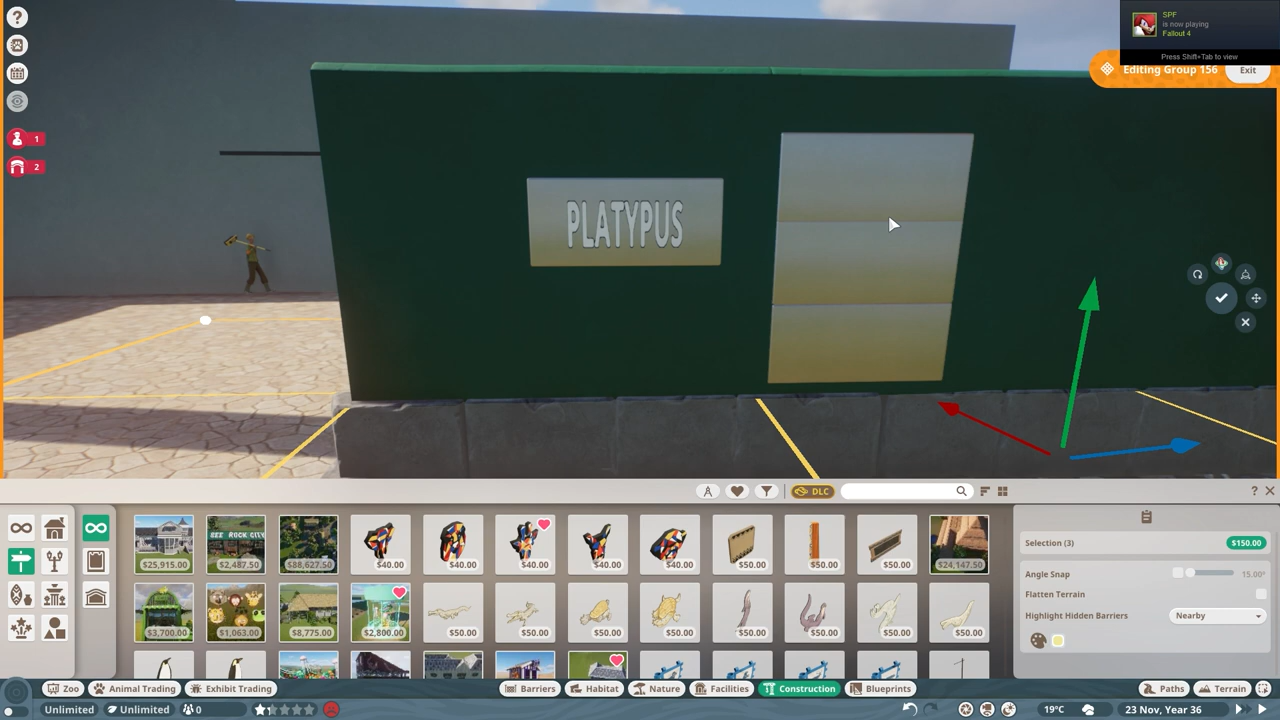 SPF
is now playing
Fallout 4
Press Shift+Tab to view
Editing Group 156
Exit
?
1
2
PLATYPUS
DLC
? ×
$25,915.00
SEE ROCK CITY
$2,487.50
$88,627.50
$40.00
$40.00
$40.00
$40.00
$40.00
$50.00
$50.00
$50.00
$24,147.50
$3,700.00
$1,063.00
$8,775.00
$2,800.00
$50.00
$50.00
$50.00
$50.00
$50.00
$50.00
$50.00
$50.00
Selection (3)
$150.00
Angle Snap
15.00°
Flatten Terrain
Highlight Hidden Barriers
Nearby
Zoo
Animal Trading
Exhibit Trading
Barriers
Habitat
Nature
Facilities
Construction
Blueprints
Paths
Terrain
Unlimited
Unlimited
0
19°C
23 Nov, Year 36